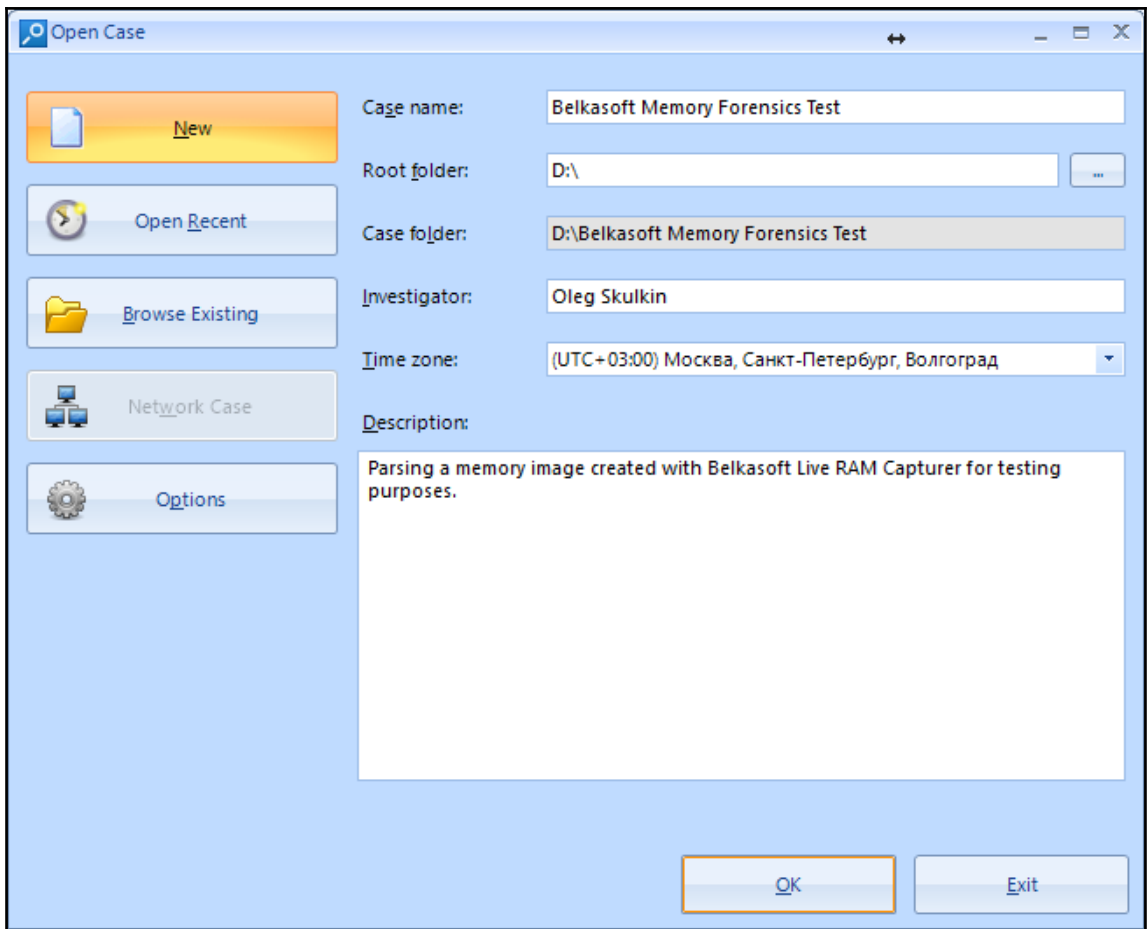 Open Case
New
Open Recent
Browse Existing
Network Case
Options
Case name: Belkasoft Memory Forensics Test
Root folder: D:\ ...
Case folder: D:\Belkasoft Memory Forensics Test
Investigator: Oleg Skulkin
Time zone: (UTC+03:00) Москва, Санкт-Петербург, Волгоград
Description:
Parsing a memory image created with Belkasoft Live RAM Capturer for testing
purposes.
OK Exit